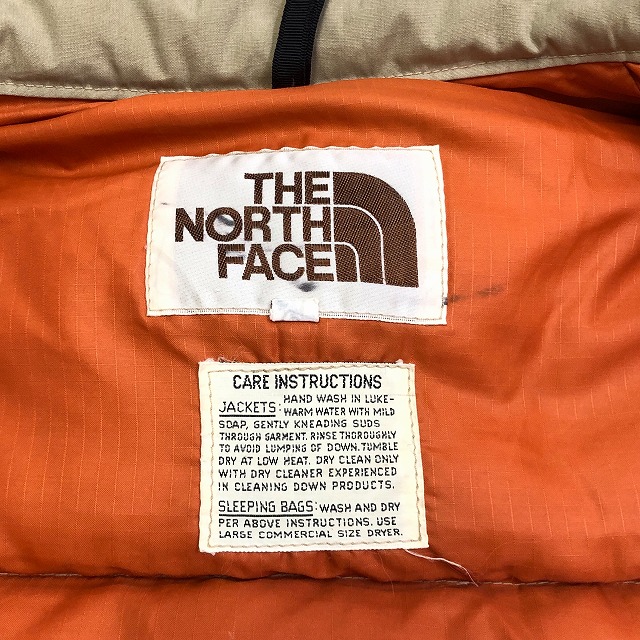 THE
NORTH
FACE
CARE INSTRUCTIONS
JACKETS: HAND WASH IN LUKE-
WARM WATER WITH MILD
SOAP, GENTLY KNEADING SUDS
THROUGH GARMENT. RINSE THOROUGHLY
TO AVOID LUMPING OF DOWN. TUMBLE
DRY AT LOW HEAT. DRY CLEAN ONLY
WITH DRY CLEANER EXPERIENCED
IN CLEANING DOWN PRODUCTS.
SLEEPING BAGS: WASH AND DRY
PER ABOVE INSTRUCTIONS. USE
LARGE COMMERCIAL SIZE DRYER.